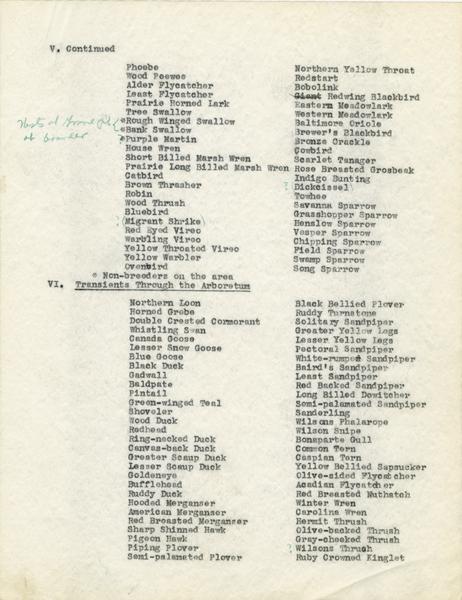 V. Continued
Phoebe
Wood Peewee
Alder Flycatcher
Least Flycatcher
Prairie Horned Lark
Tree Swallow
*Rough Winged Swallow
*Bank Swallow
*Purple Martin
House Wren
Short Billed Marsh Wren
Prairie Long Billed Marsh Wren
Catbird
Brown Thrasher
Robin
Wood Thrush
Bluebird
?(Migrant Shrike)
Red Eyed Vireo
Warbling Vireo
Yellow Throated Vireo
Yellow Warbler
Ovenbird
* Non-breeders on the area
at
Northern Yellow Throat
Redstart
Bobolink
Giant Redwing Blackbird
Eastern Meadowlark
Western Meadowlark
Baltimore Oriole
Brewer's Blackbird
Bronze Grackle
Cowbird
Scarlet Tanager
Rose Breasted Grosbeak
Indigo Bunting
?(Dickcissel)
Towhee
Savanna Sparrow
Grasshopper Sparrow
Henslow Sparrow
Vesper Sparrow
Chipping Sparrow
Field Sparrow
Swamp Sparrow
Song Sparrow
VI. Transients Through the Arboretum
Northern Loon
Horned Grebe
Double Crested Cormorant
Whistling Swan
Canada Goose
Lesser Snow Goose
Blue Goose
Black Duck
Gadwall
Baldpate
Pintail
Green-winged Teal
Shoveler
Wood Duck
Redhead
Ring-necked Duck
Canvas-back Duck
Greater Scaup Duck
Lesser Scaup Duck
Goldeneye
Bufflehead
Ruddy Duck
Hooded Merganser
American Merganser
Red Breasted Merganser
Sharp Shinned Hawk
Pigeon Hawk
Piping Plover
Semi-palamated Plover
Black Bellied Plover
Ruddy Turnstone
Solitary Sandpiper
Greater Yellow Legs
Lesser Yellow Legs
Pectoral Sandpiper
White-rumped Sandpiper
Baird's Sandpiper
Least Sandpiper
Red Backed Sandpiper
Long Billed Dowitcher
Semi-palamated Sandpiper
Sanderling
Wilsons Phalarope
Wilson Snipe
Bonaparte Gull
Common Tern
Caspian Tern
Yellow Bellied Sapsucker
Olive-sided Flycatcher
Acadian Flycatcher
Red Breasted Nuthatch
Winter Wren
Carolina Wren
Hermit Thrush
Olive-backed Thrush
Gray-cheeked Thrush
? Wilsons Thrush
Ruby Crowned Kinglet